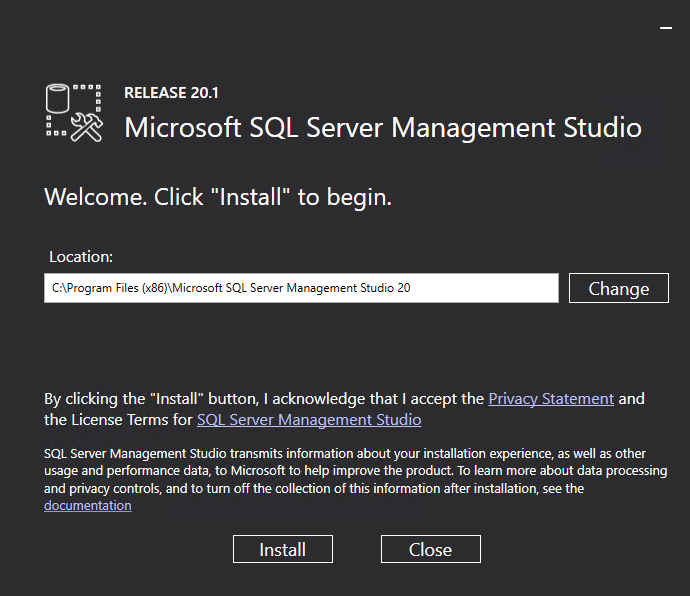 RELEASE 20.1
Microsoft SQL Server Management Studio
Welcome. Click "Install" to begin.
Location:
C:\Program Files (x86)\Microsoft SQL Server Management Studio 20
Change
By clicking the "Install" button, I acknowledge that I accept the Privacy Statement and
the License Terms for SQL Server Management Studio
SQL Server Management Studio transmits information about your installation experience, as well as other
usage and performance data, to Microsoft to help improve the product. To learn more about data processing
and privacy controls, and to turn off the collection of this information after installation, see the
documentation
Install
Close